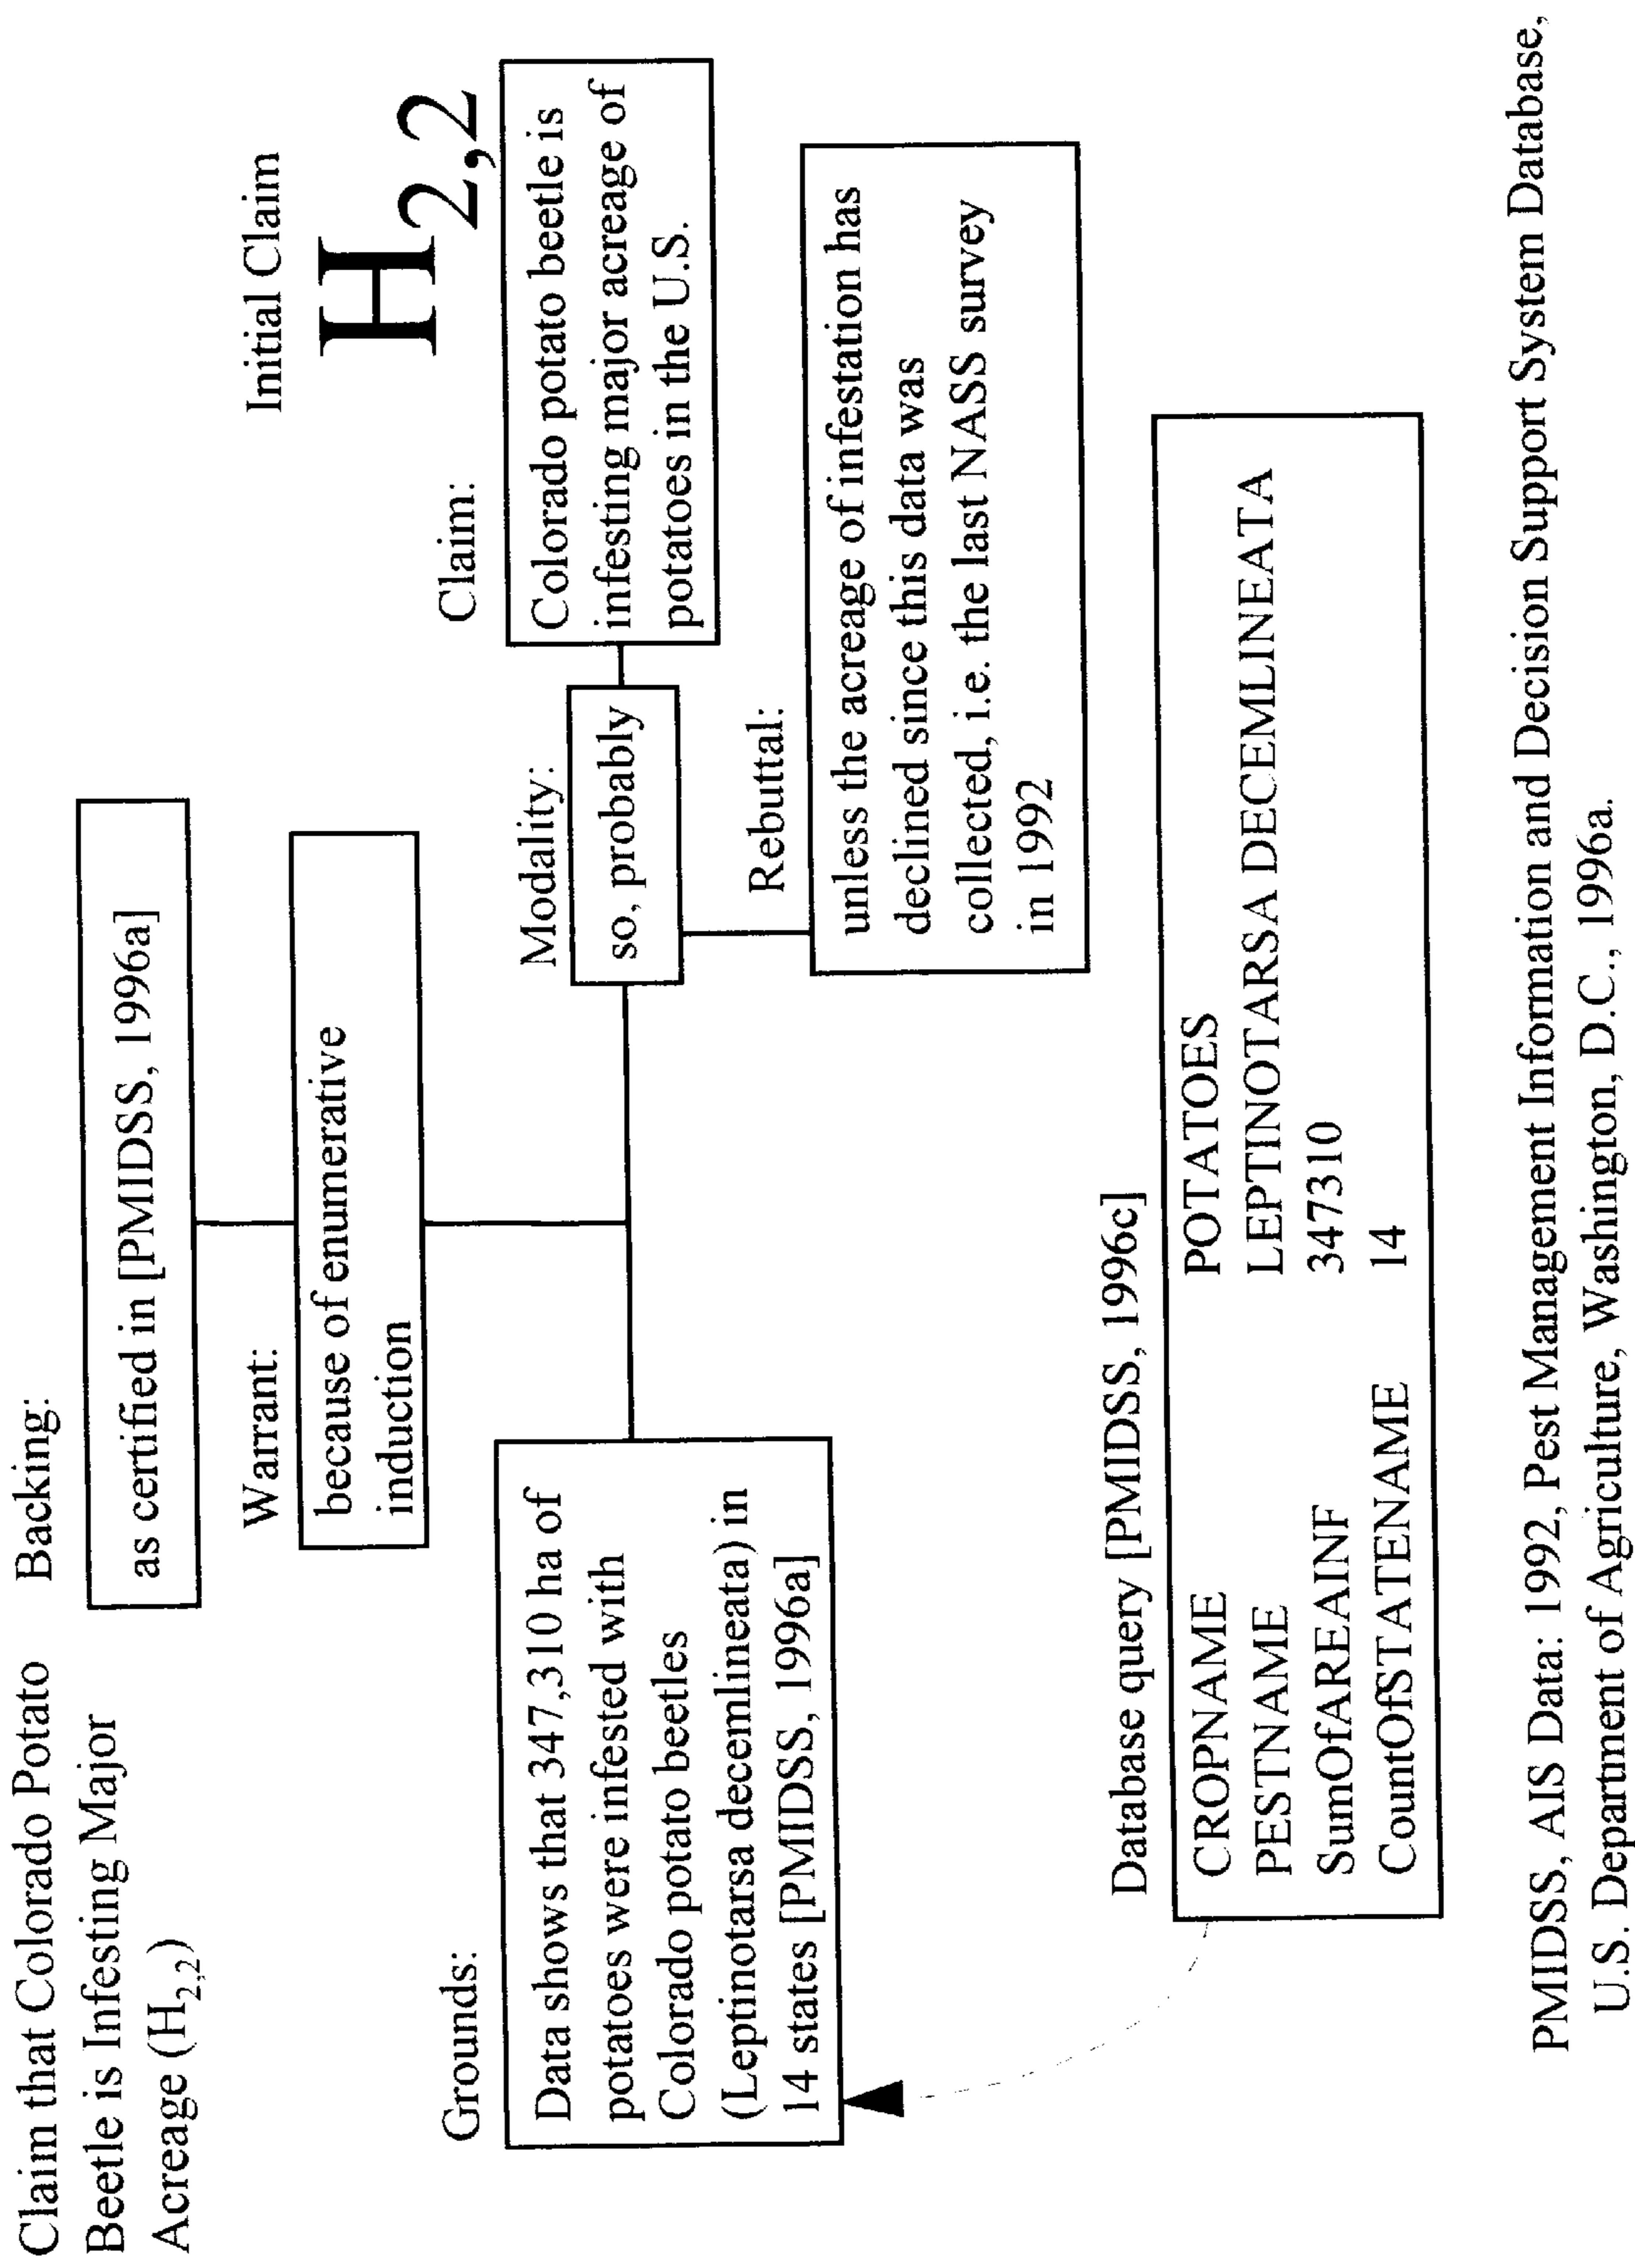 Claim that Colorado Potato
Beetle is Infesting Major
Acreage (H2,2)
Backing:
as certified in [PMIDSS, 1996a]
Warrant:
because of enumerative
induction
Initial Claim
H2,2
Grounds:
Data shows that 347,310 ha of
potatoes were infested with
Colorado potato beetles
(Leptinotarsa decemlineata) in
14 states [PMIDSS, 1996a]
Modality:
so, probably
Claim:
Colorado potato beetle is
infesting major acreage of
potatoes in the U.S.
Rebuttal:
unless the acreage of infestation has
declined since this data was
collected, i.e. the last NASS survey
in 1992
Database query [PMIDSS, 1996c]
CROPNAME POTATOES
PESTNAME LEPTINOTARSA DECEMLINEATA
SumOfAREAINF 347310
CountOfSTATENAME 14
PMIDSS, AIS Data: 1992, Pest Management Information and Decision Support System Database,
U.S. Department of Agriculture, Washington, D.C., 1996a.